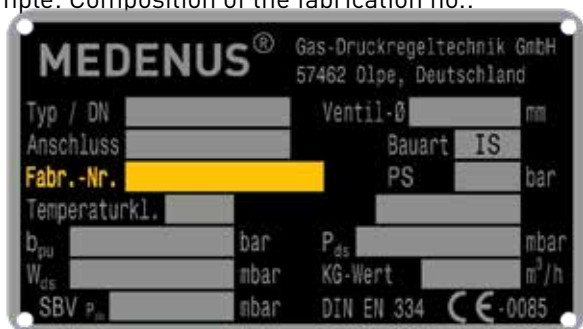 mple: Composition of the fabrication no.:
MEDENUS® Gas-Druckregeltechnik GmbH
57462 Olpe, Deutschland
Typ / DN Ventil-Ø mm
Anschluss Bauart IS
Fabr.-Nr. PS bar
Temperaturkl.
bpu bar Pds mbar
Wds mbar KG-Wert m³/h
SBV mbar DIN EN 334 CE-0085